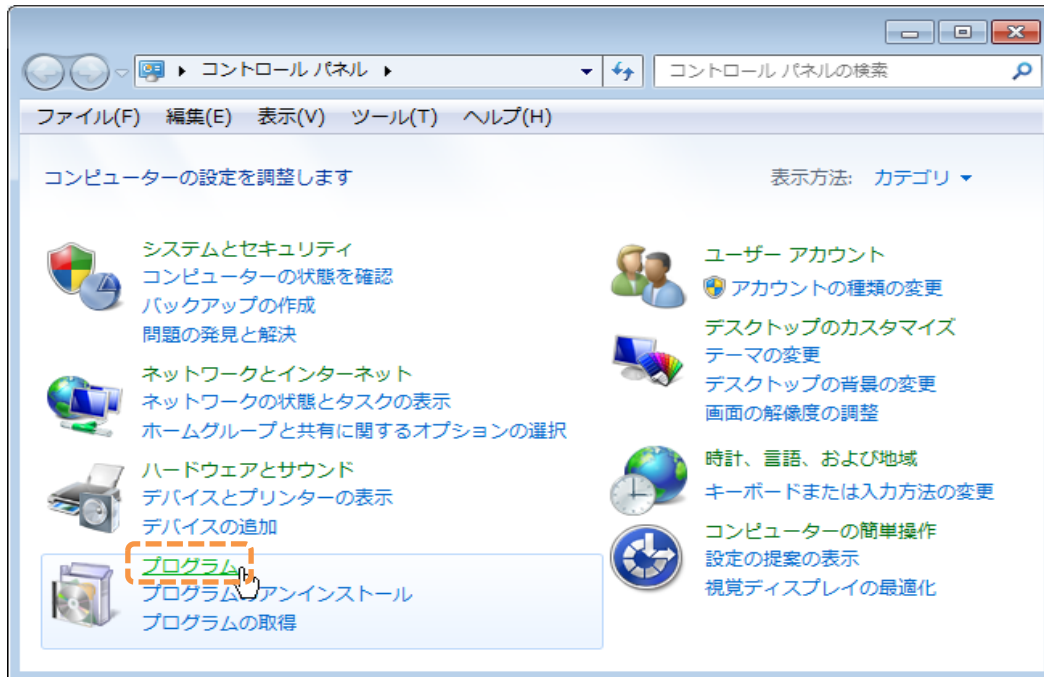 コントロール パネル
コントロール パネルの検索
ファイル(F) 編集(E) 表示(V) ツール(T) ヘルプ(H)
コンピューターの設定を調整します
表示方法: カテゴリ
システムとセキュリティ
コンピューターの状態を確認
バックアップの作成
問題の発見と解決
ネットワークとインターネット
ネットワークの状態とタスクの表示
ホームグループと共有に関するオプションの選択
ハードウェアとサウンド
デバイスとプリンターの表示
デバイスの追加
プログラム
プログラムのアンインストール
プログラムの取得
ユーザー アカウント
アカウントの種類の変更
デスクトップのカスタマイズ
テーマの変更
デスクトップの背景の変更
画面の解像度の調整
時計、言語、および地域
キーボードまたは入力方法の変更
コンピューターの簡単操作
設定の提案の表示
視覚ディスプレイの最適化